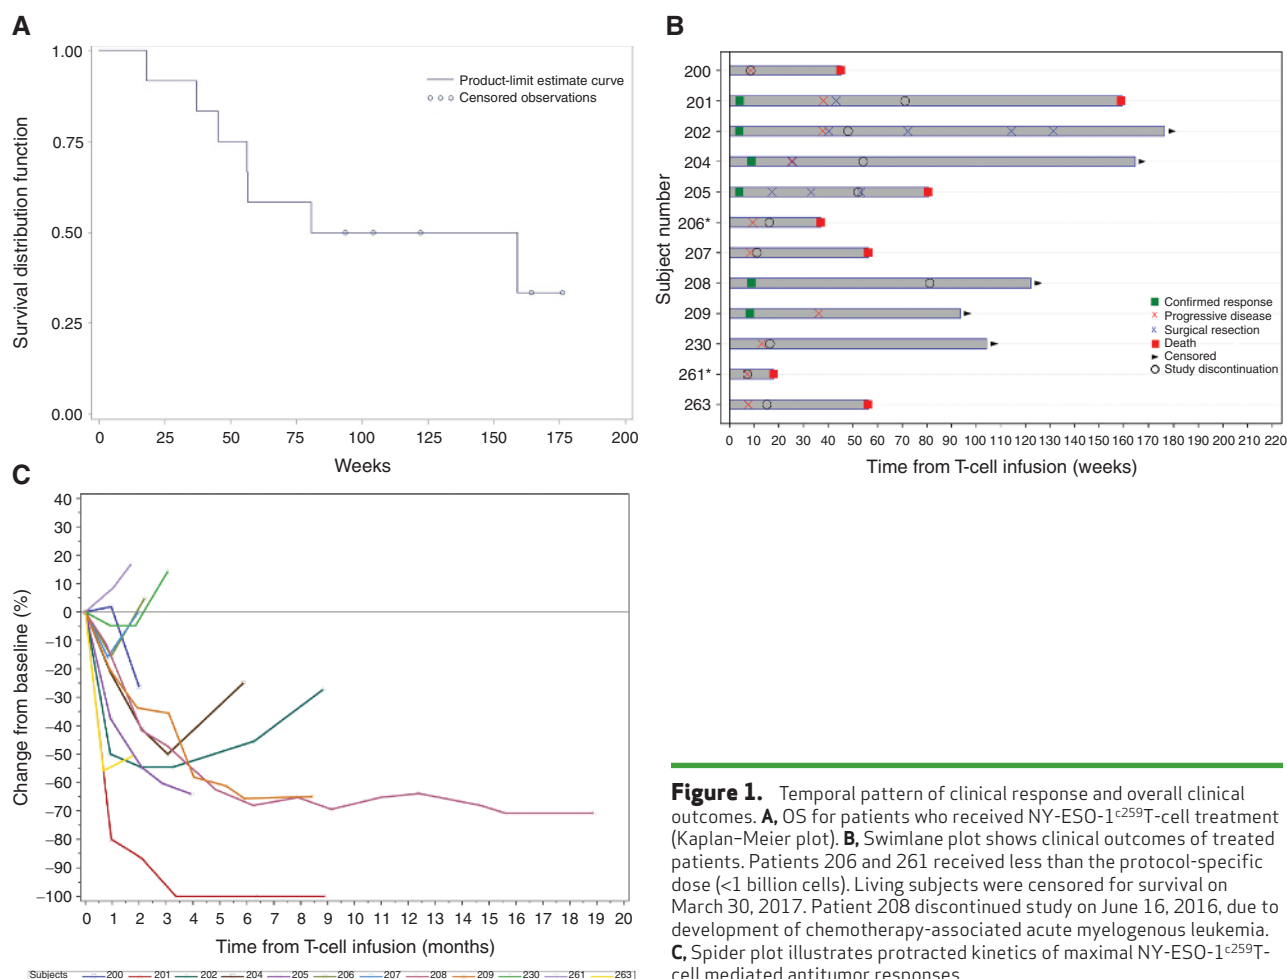 A
Survival distribution function
1.00
0.75
0.50
0.25
0.00
Product-limit estimate curve
Censored observations
0 25 50 75 100 125 150 175 200
Weeks
B
Subject number
200
201
202
204
205
206*
207
208
209
230
261*
263
Confirmed response
Progressive disease
Surgical resection
Death
Censored
Study discontinuation
0 10 20 30 40 50 60 70 80 90 100 110 120 130 140 150 160 170 180 190 200 210 220
Time from T-cell infusion (weeks)
C
Change from baseline (%)
40
30
20
10
0
−10
−20
−30
−40
−50
−60
−70
−80
−90
−100
0 1 2 3 4 5 6 7 8 9 10 11 12 13 14 15 16 17 18 19 20
Time from T-cell infusion (months)
Subjects 200 201 202 204 205 206 207 208 209 230 261 263
Figure 1. Temporal pattern of clinical response and overall clinical
outcomes. A, OS for patients who received NY-ESO-1c259T-cell treatment
(Kaplan–Meier plot). B, Swimlane plot shows clinical outcomes of treated
patients. Patients 206 and 261 received less than the protocol-specific
dose (<1 billion cells). Living subjects were censored for survival on
March 30, 2017. Patient 208 discontinued study on June 16, 2016, due to
development of chemotherapy-associated acute myelogenous leukemia.
C, Spider plot illustrates protracted kinetics of maximal NY-ESO-1c259T-
cell mediated antitumor responses.